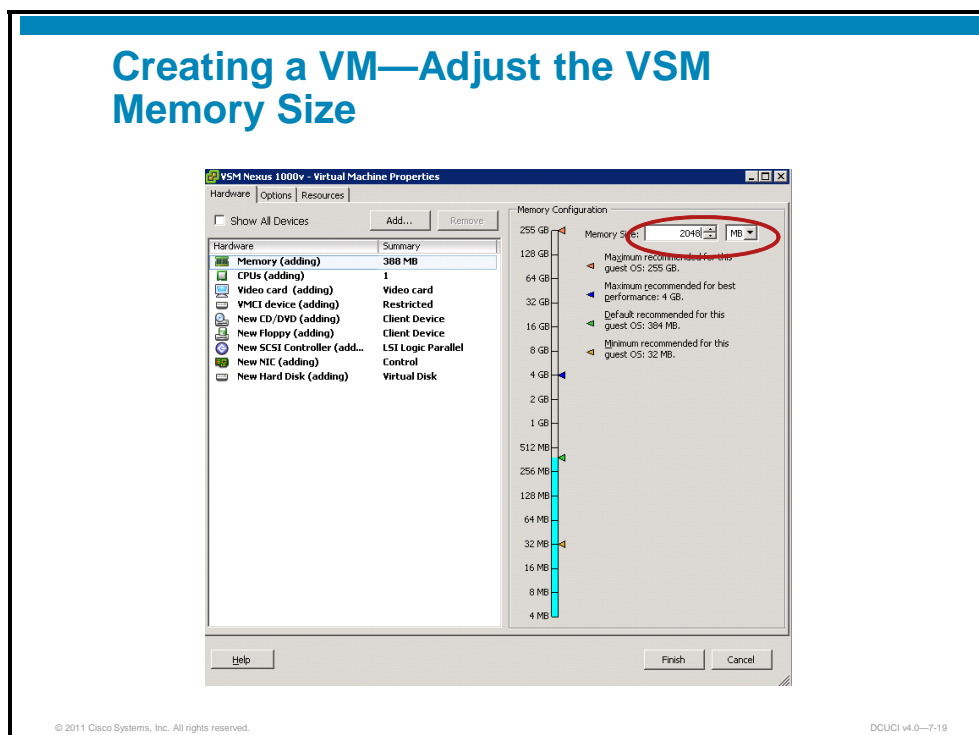 Creating a VM—Adjust the VSM
Memory Size
VSM Nexus 1000v - Virtual Machine Properties
Hardware Options Resources
Show All Devices Add... Remove
Hardware Summary
Memory (adding) 388 MB
CPUs (adding) 1
Video card (adding) Video card
VMCI device (adding) Restricted
New CD/DVD (adding) Client Device
New Floppy (adding) Client Device
New SCSI Controller (add... LSI Logic Parallel
New NIC (adding) Control
New Hard Disk (adding) Virtual Disk
Memory Configuration
255 GB
128 GB
64 GB
32 GB
16 GB
8 GB
4 GB
2 GB
1 GB
512 MB
256 MB
128 MB
64 MB
32 MB
16 MB
8 MB
4 MB
Memory Size: 2048 MB
Maximum recommended for this
guest OS: 255 GB.
Maximum recommended for best
performance: 4 GB.
Default recommended for this
guest OS: 384 MB.
Minimum recommended for this
guest OS: 32 MB.
Help Finish Cancel
© 2011 Cisco Systems, Inc. All rights reserved. DCUCI v4.0—7-19